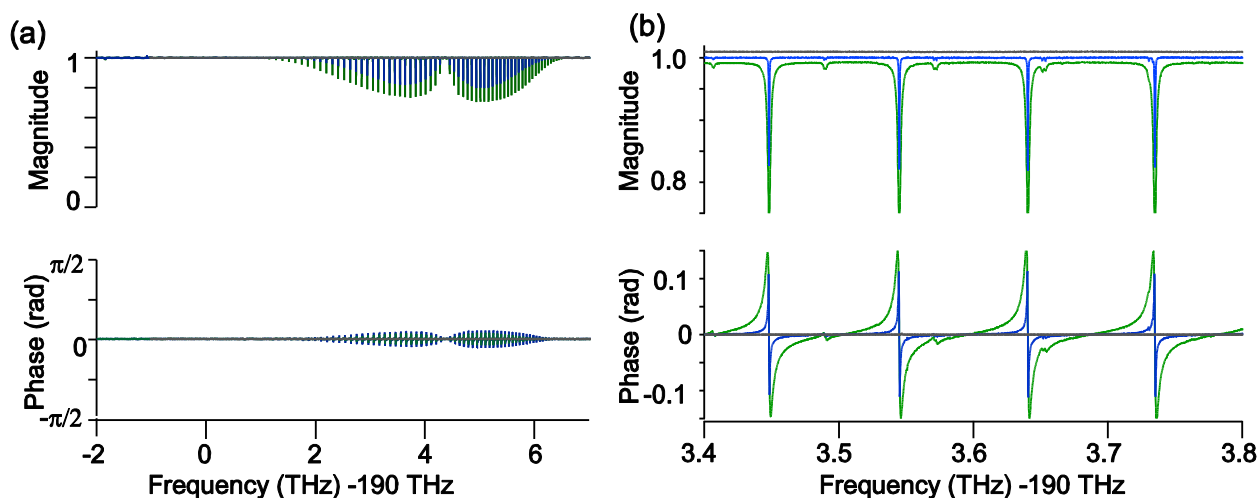 (a)
Magnitude
1
0
Phase (rad)
π/2
0
-π/2
-2 0 2 4 6
Frequency (THz) -190 THz
(b)
Magnitude
1.0
0.8
Phase (rad)
0.1
0
-0.1
3.4 3.5 3.6 3.7 3.8
Frequency (THz) -190 THz